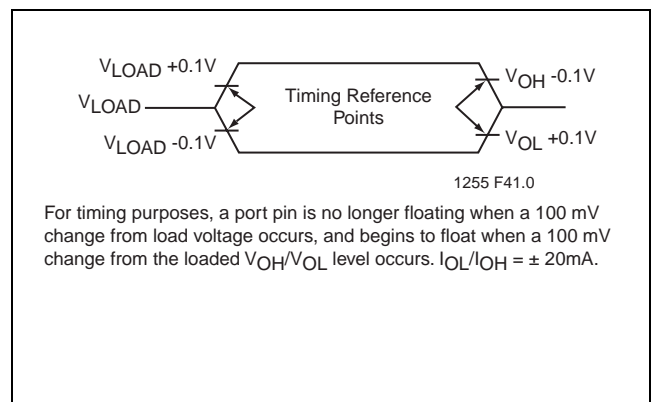 VLOAD +0.1V
VLOAD
VLOAD -0.1V
Timing Reference
Points
VOH -0.1V
VOL +0.1V
1255 F41.0
For timing purposes, a port pin is no longer floating when a 100 mV
change from load voltage occurs, and begins to float when a 100 mV
change from the loaded VOH/VOL level occurs. IOL/IOH = ± 20mA.